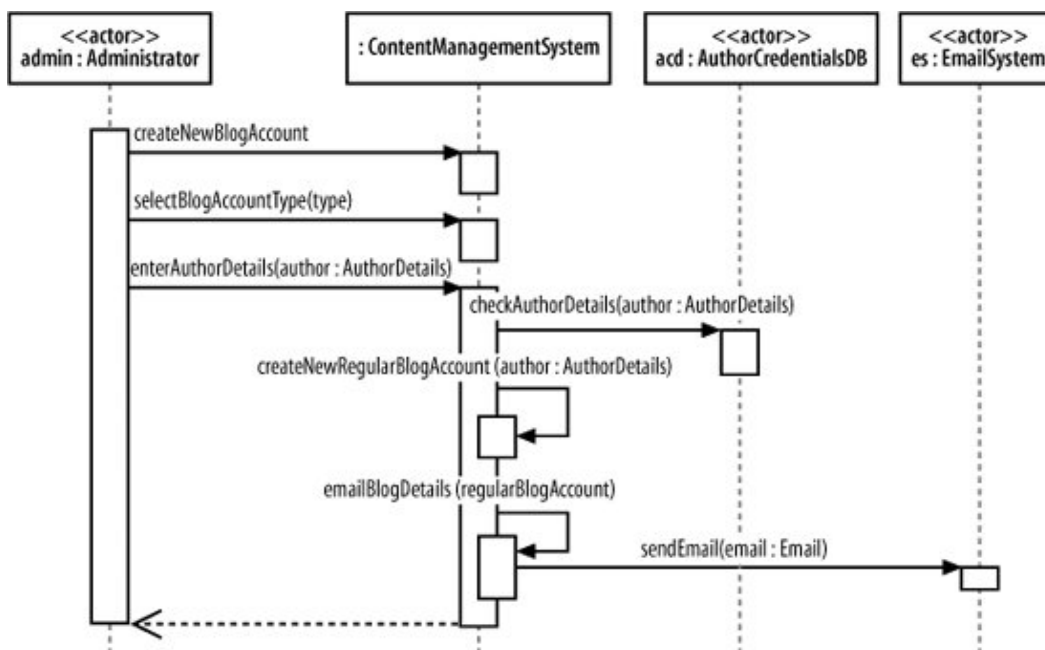 <<actor>>
admin : Administrator
: ContentManagementSystem
<<actor>>
acd : AuthorCredentialsDB
<<actor>>
es : EmailSystem
createNewBlogAccount
selectBlogAccountType(type)
enterAuthorDetails(author : AuthorDetails)
checkAuthorDetails(author : AuthorDetails)
createNewRegularBlogAccount (author : AuthorDetails)
emailBlogDetails (regularBlogAccount)
sendEmail(email : Email)